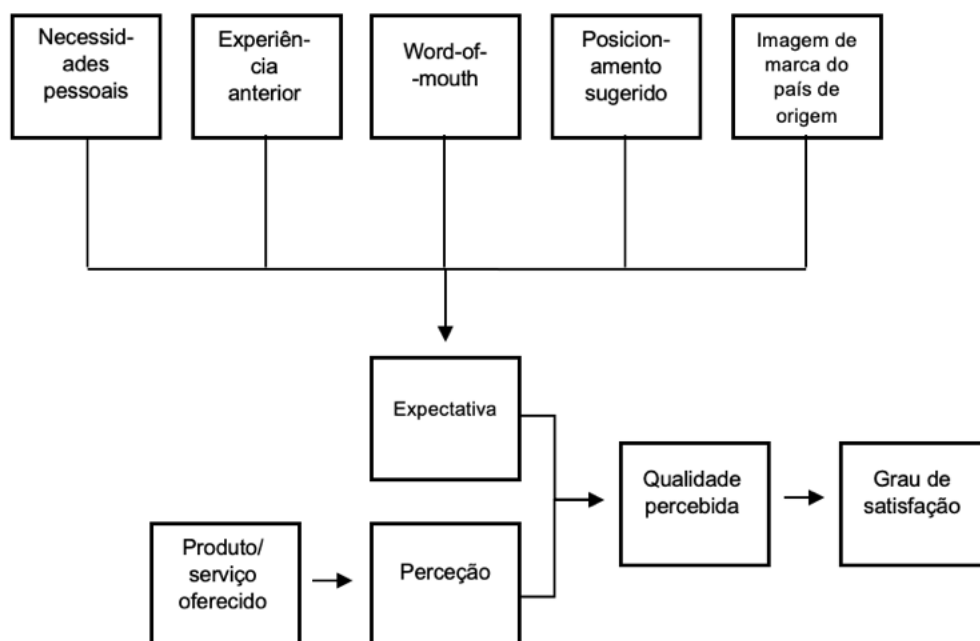 Necessid-
ades
pessoais
Experiên-
cia
anterior
Word-of-
-mouth
Posicion-
amento
sugerido
Imagem de
marca do
país de
origem
Expectativa
Qualidade
percebida
Grau de
satisfação
Produto/
serviço
oferecido
Perceção